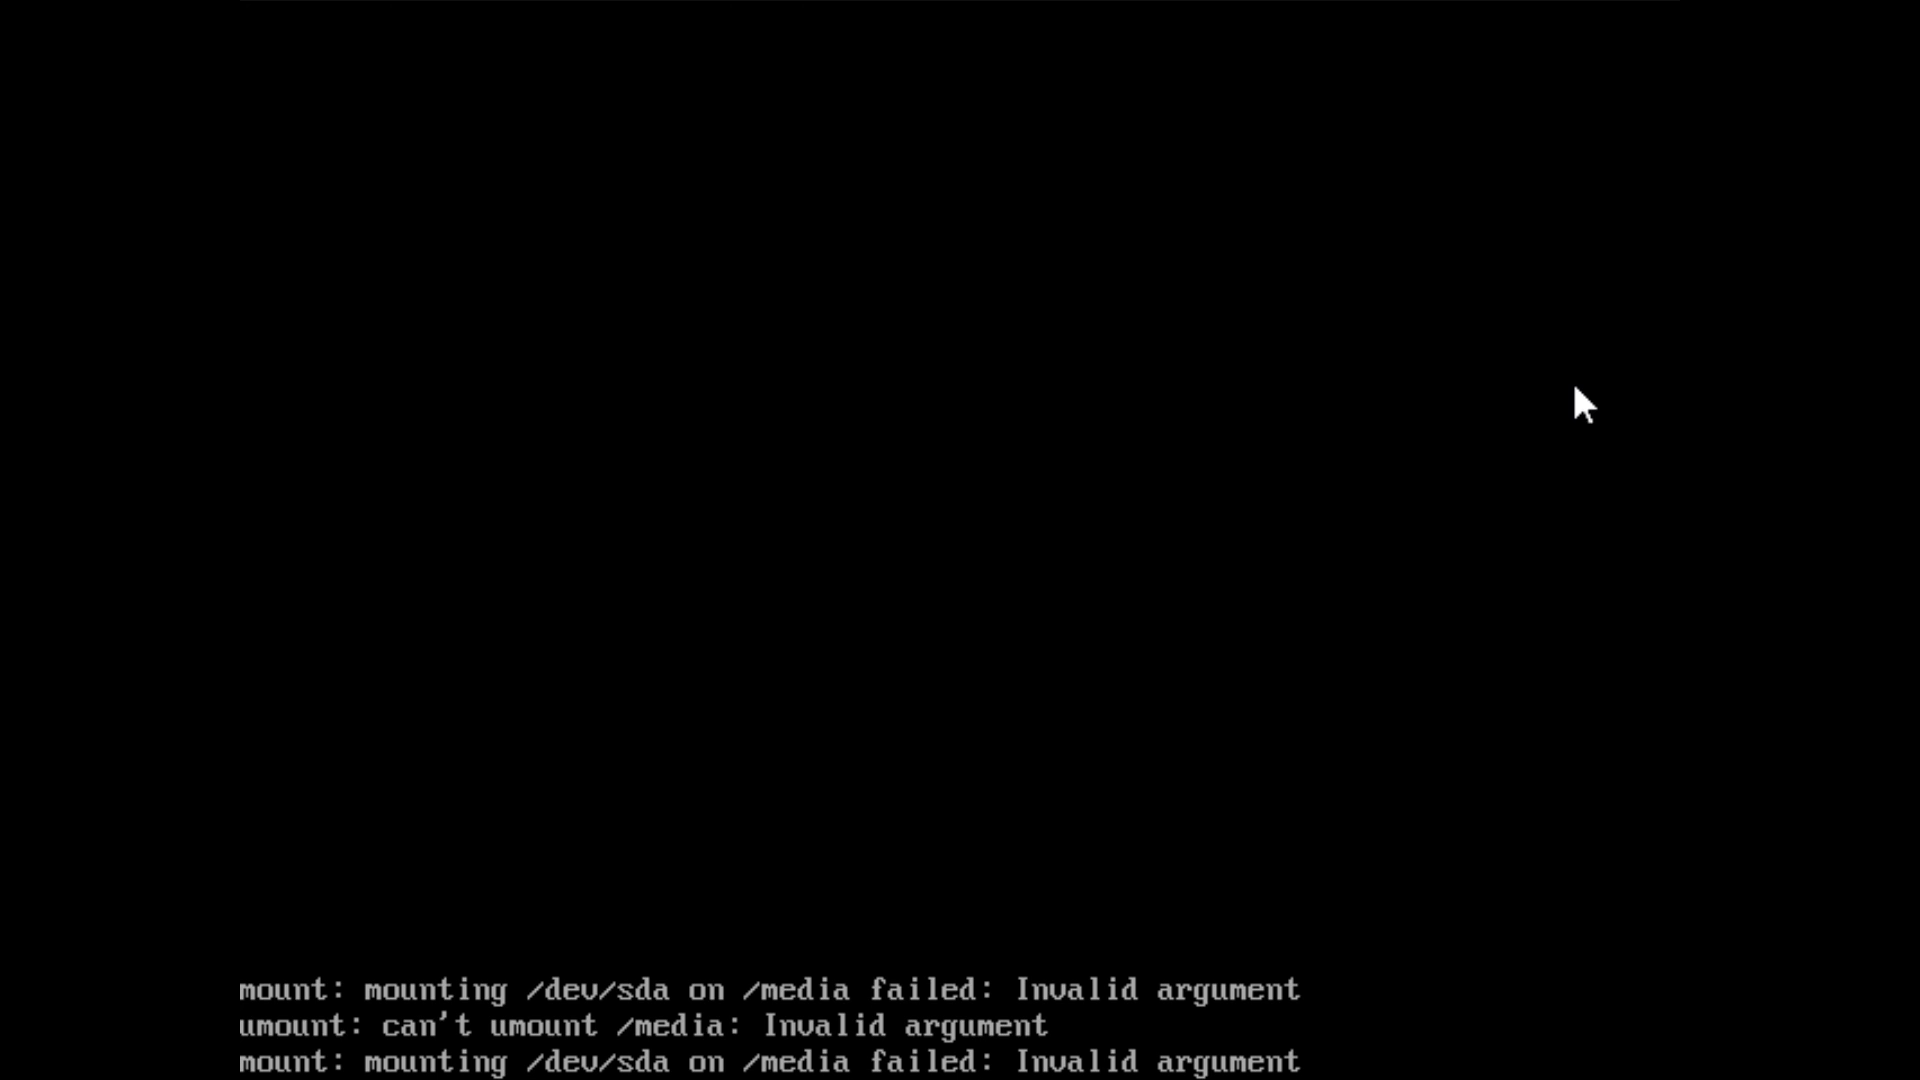 mount: mounting /dev/sda on /media failed: Invalid argument
umount: can't umount /media: Invalid argument
mount: mounting /dev/sda on /media failed: Invalid argument